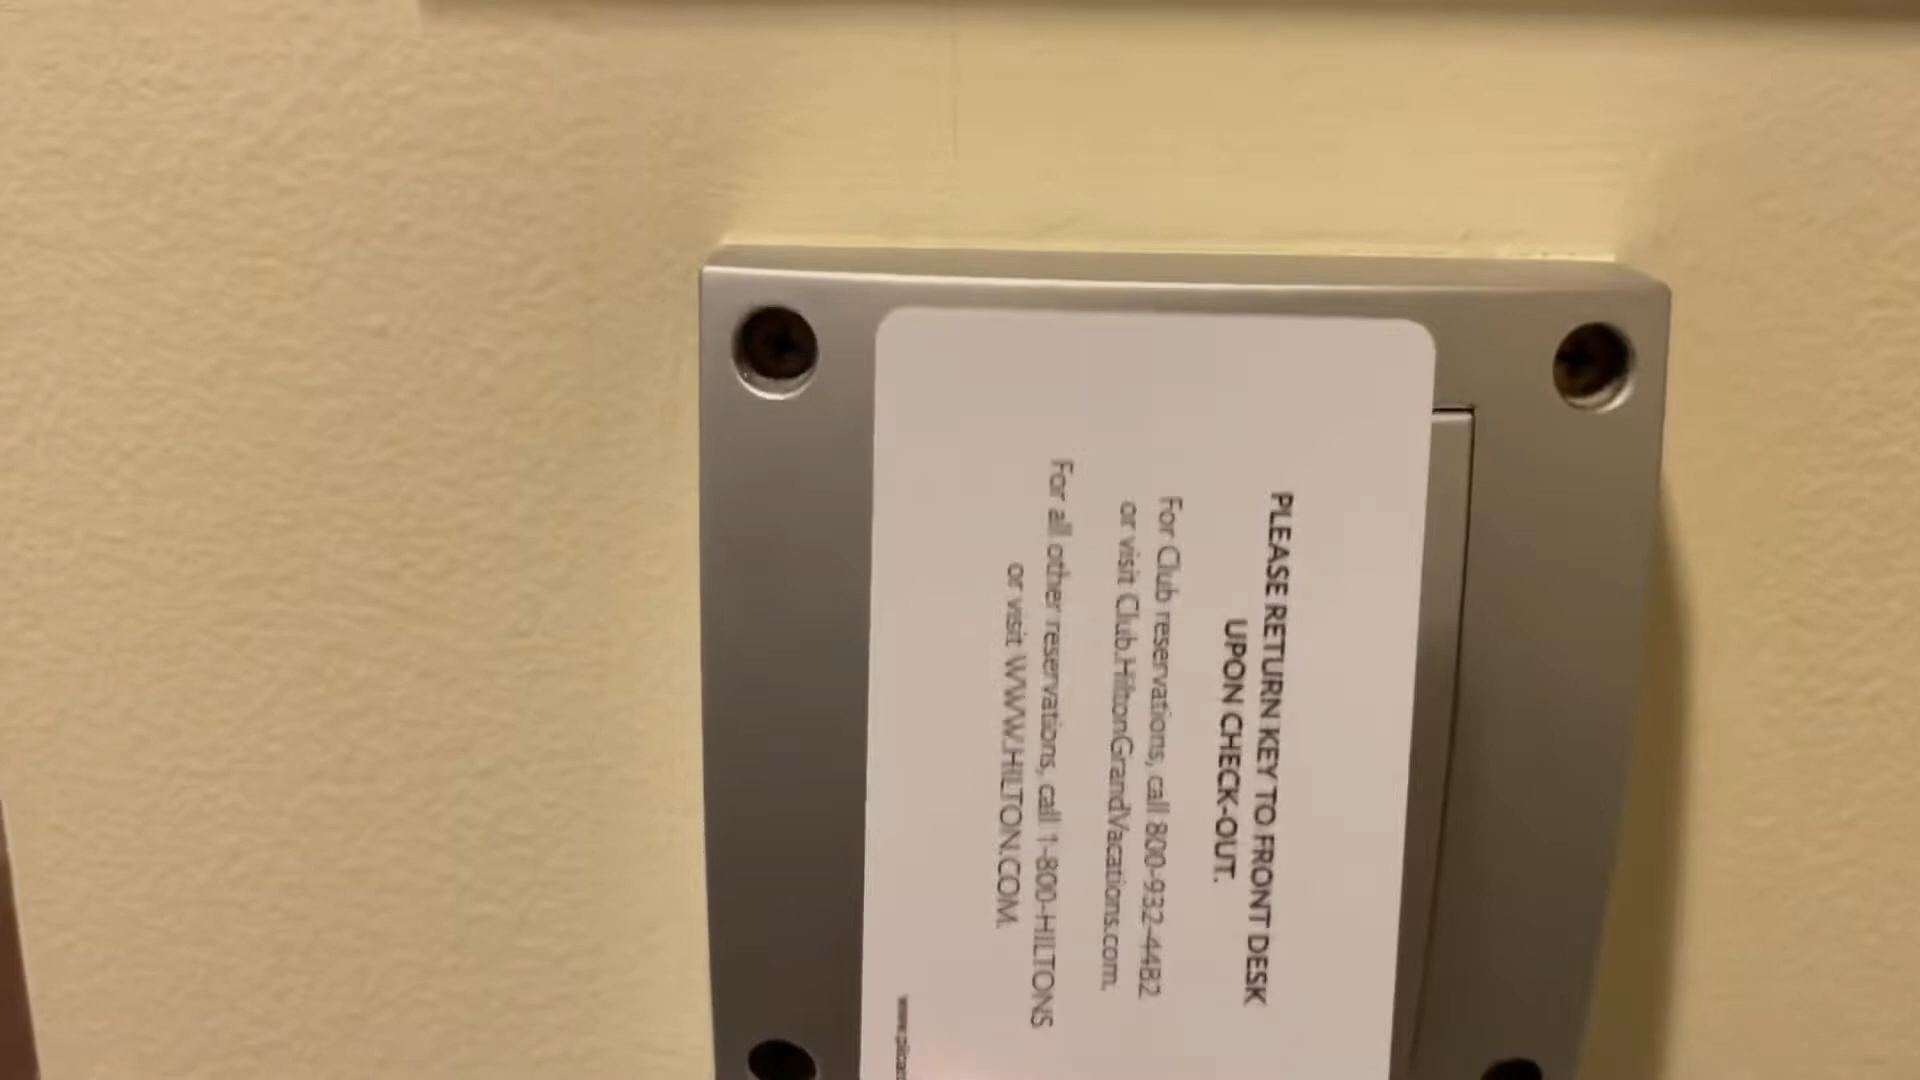 PLEASE RETURN KEY TO FRONT DESK
UPON CHECK-OUT.
For Club reservations, call 800-932-4482
or visit Club.HiltonGrandVacations.com.
For all other reservations, call 1-800-HILTONS
or visit WWW.HILTON.COM.